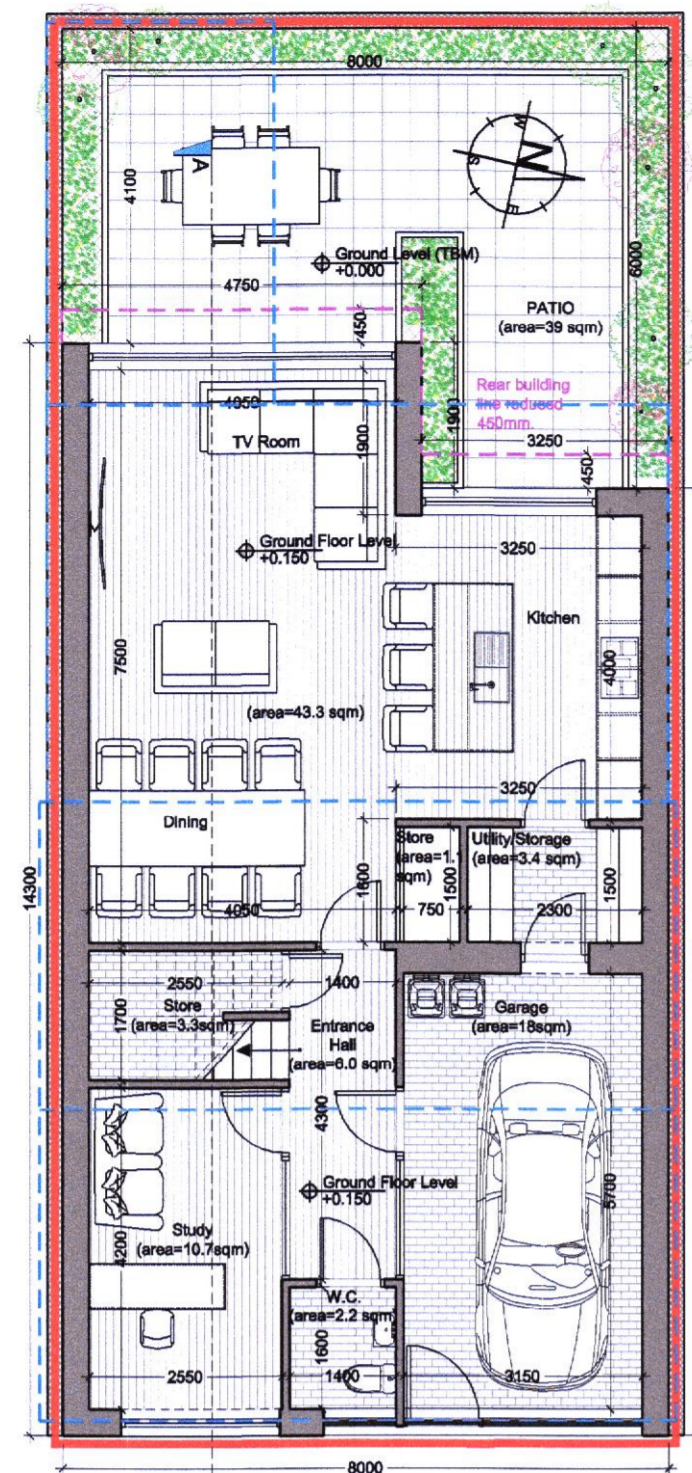 8000
W
S
N
E
A
4100
Ground Level (TBM)
+0.000
6000
4750
450
PATIO
(area=39 sqm)
Rear building
line reduced
450mm.
4050
1900
1900
3250
450
TV Room
Ground Floor Level
+0.150
3250
Kitchen
7500
4000
(area=43.3 sqm)
3250
Dining
Store
(area=1.1
sqm)
Utility/Storage
(area=3.4 sqm)
14300
1600
1500
1500
4050
750
2300
2550
1400
Store
(area=3.3sqm)
1700
Entrance
Hall
(area=6.0 sqm)
Garage
(area=18sqm)
4300
Ground Floor Level
+0.150
5700
Study
(area=10.7sqm)
4200
W.C.
(area=2.2 sqm)
1600
2550
1400
3150
8000